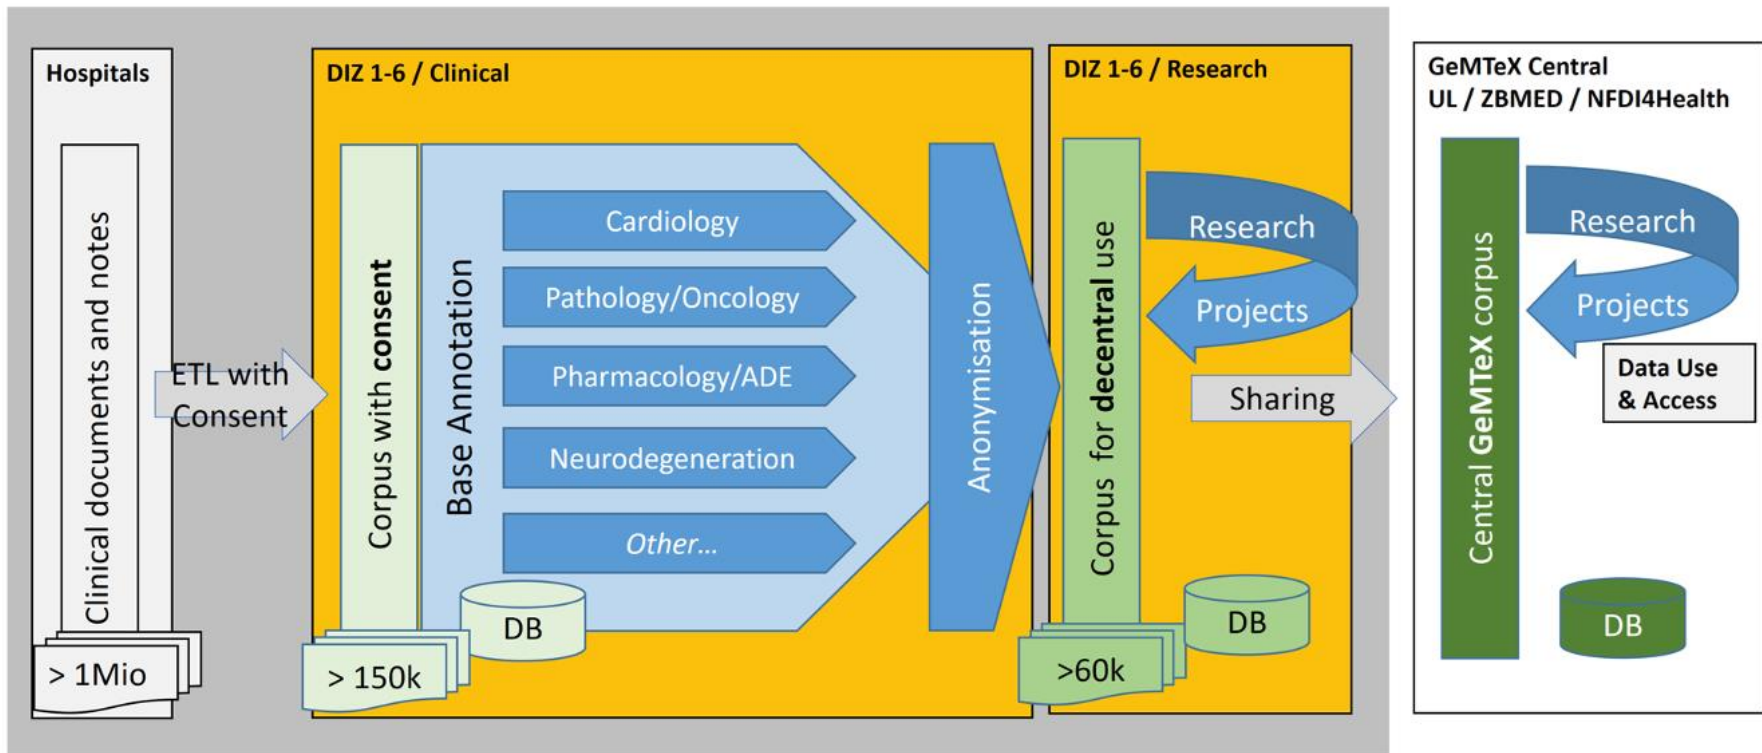 Hospitals
Clinical documents and notes
> 1Mio
ETL with
Consent
DIZ 1-6 / Clinical
Corpus with consent
> 150k
Base Annotation
Cardiology
Pathology/Oncology
Pharmacology/ADE
Neurodegeneration
Other...
DB
Anonymisation
DIZ 1-6 / Research
Corpus for decentral use
>60k
Research
Projects
Sharing
DB
GeMTeX Central
UL / ZBMED / NFDI4Health
Central GeMTeX corpus
Research
Projects
Data Use
& Access
DB